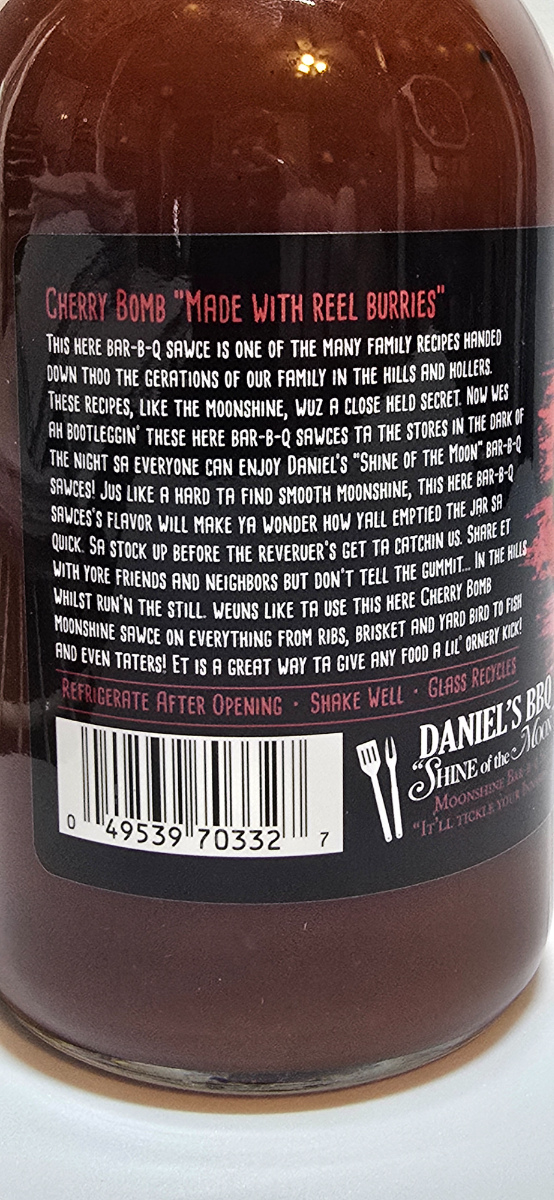 Cherry Bomb "Made with reel burries"
This here bar-b-q sawce is one of the many family recipes handed
down thoo the gerations of our family in the hills and hollers.
These recipes, like the moonshine, wuz a close held secret. Now wes
ah bootleggin' these here bar-b-q sawces ta the stores in the dark of
the night sa everyone can enjoy Daniel's "Shine of the Moon" bar-b-q
sawces! Jus like a hard ta find smooth moonshine, this here bar-b-q
sawces's flavor will make ya wonder how yall emptied the jar sa
quick. Sa stock up before the reveruer's get ta catchin us. Share et
with yore friends and neighbors but don't tell the gummit... In the hills
whilst run'n the still. Weuns like ta use this here Cherry Bomb
Moonshine sawce on everything from ribs, brisket and yard bird to fish
and even taters! Et is a great way ta give any food a lil' ornery kick!
Refrigerate After Opening · Shake Well · Glass Recycles
DANIEL'S BBQ
"Shine of the Moon
Moonshine Bar
"It'll tickle your
0 49539 70332 7